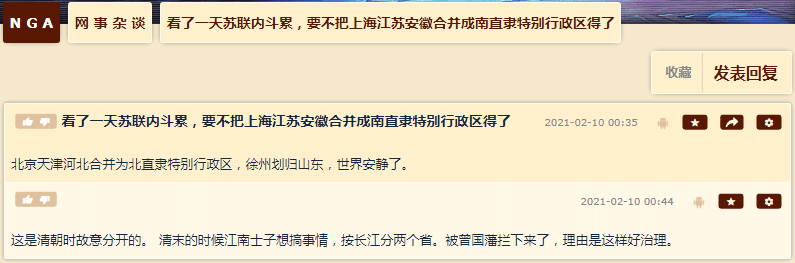 NGA 网事杂谈 看了一天苏联内斗累，要不把上海江苏安徽合并成南直隶特别行政区得了
收藏 发表回复
看了一天苏联内斗累，要不把上海江苏安徽合并成南直隶特别行政区得了 2021-02-10 00:35
北京天津河北合并为北直隶特别行政区，徐州划归山东，世界安静了。
2021-02-10 00:44
这是清朝时故意分开的。 清末的时候江南士子想搞事情，按长江分两个省。被曾国藩拦下来了，理由是这样好治理。